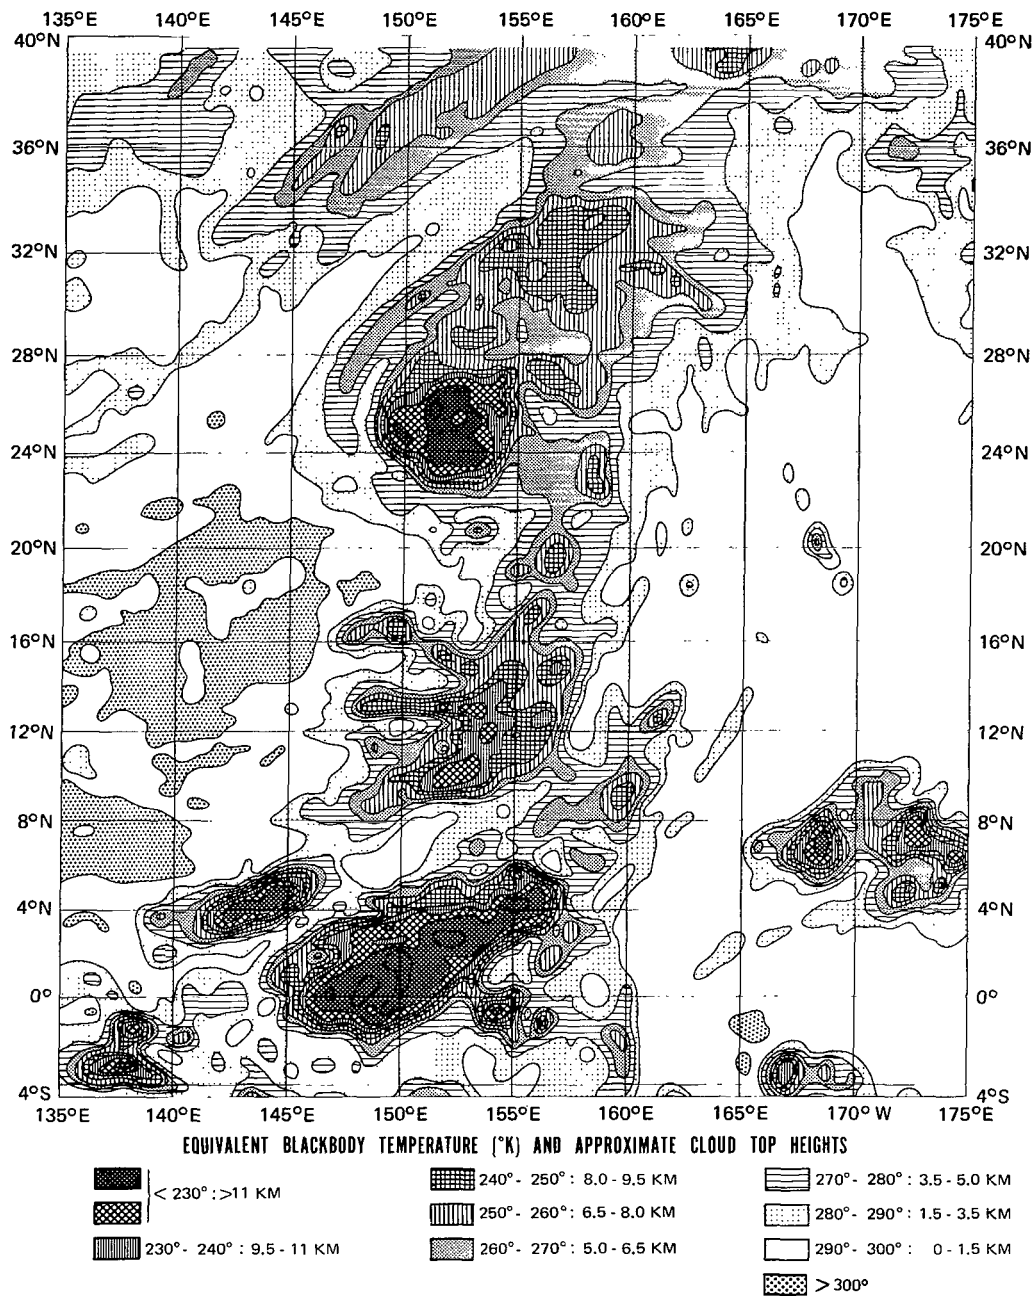 135°E 140°E 145°E 150°E 155°E 160°E 165°E 170°E 175°E
40°N 40°N
36°N 36°N
32°N 32°N
28°N 28°N
24°N 24°N
20°N 20°N
16°N 16°N
12°N 12°N
8°N 8°N
4°N 4°N
0° 0°
4°S 4°S
135°E 140°E 145°E 150°E 155°E 160°E 165°E 170°W 175°E
EQUIVALENT BLACKBODY TEMPERATURE (°K) AND APPROXIMATE CLOUD TOP HEIGHTS
< 230° : >11 KM
230°- 240° : 9.5 - 11 KM
240°- 250° : 8.0 - 9.5 KM
250°- 260° : 6.5 - 8.0 KM
260°- 270° : 5.0 - 6.5 KM
270°- 280° : 3.5 - 5.0 KM
280°- 290° : 1.5 - 3.5 KM
290°- 300° : 0 - 1.5 KM
> 300°